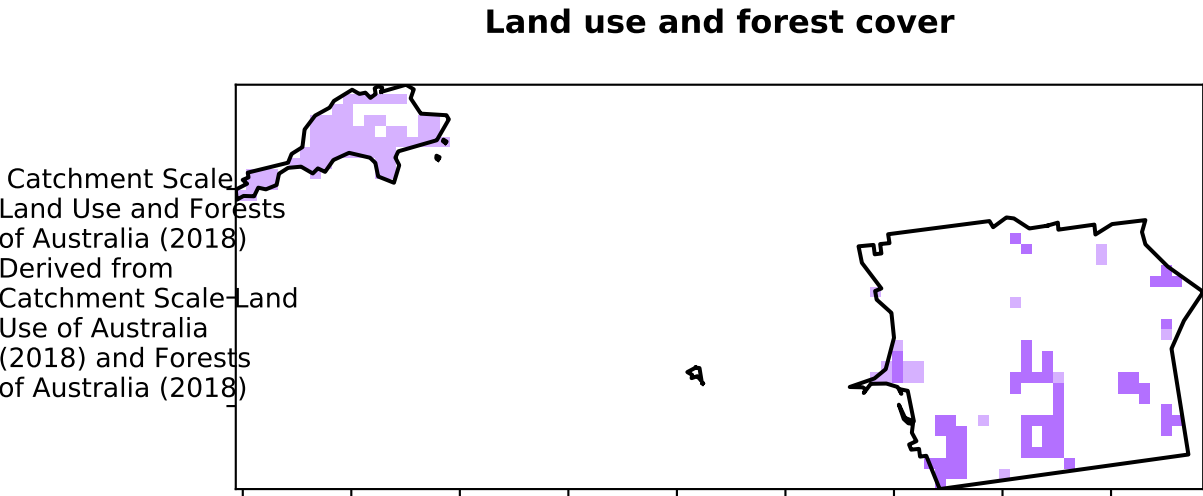 Land use and forest cover
Catchment Scale
Land Use and Forests
of Australia (2018)
Derived from
Catchment Scale Land
Use of Australia
(2018) and Forests
of Australia (2018)